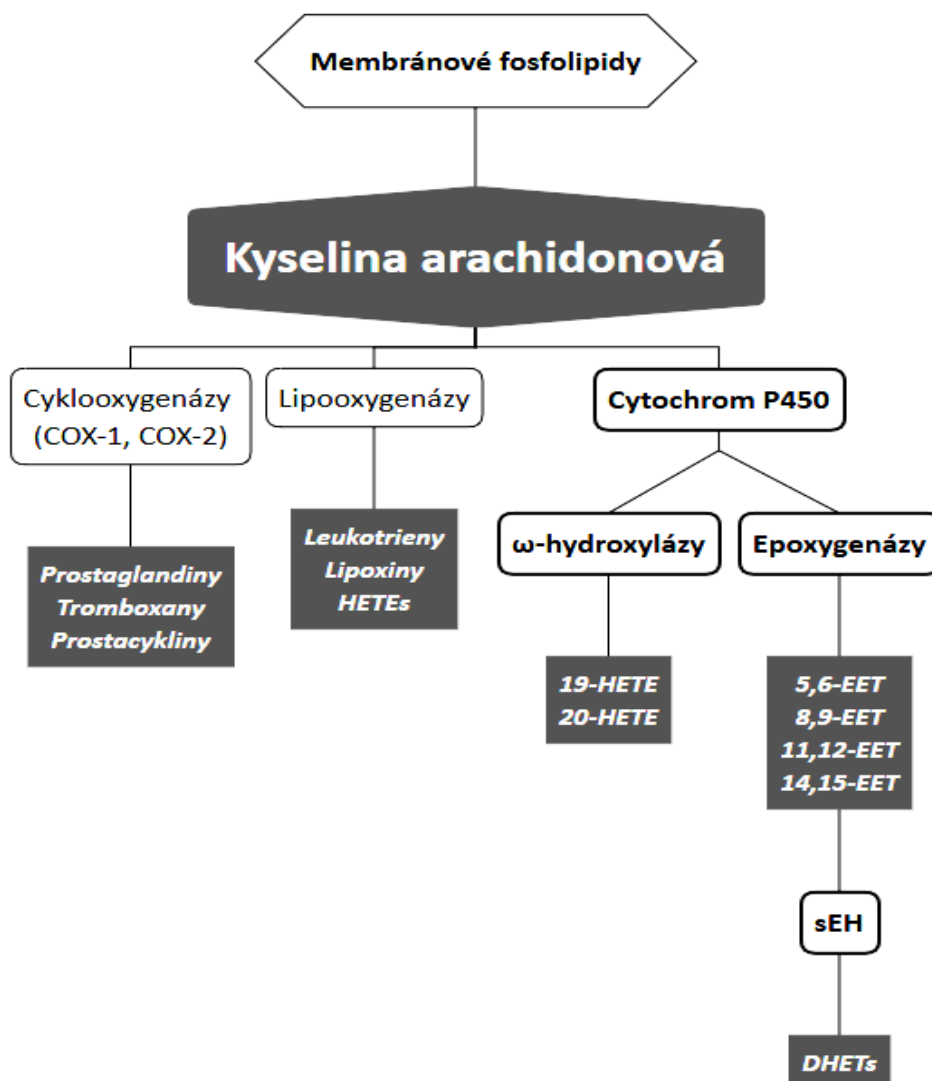 Membránové fosfolipidy
Kyselina arachidonová
Cyklooxygenázy
(COX-1, COX-2)
Lipooxygenázy
Cytochrom P450
Prostaglandiny
Tromboxany
Prostacykliny
Leukotrieny
Lipoxiny
HETEs
ω-hydroxylázy
Epoxygenázy
19-HETE
20-HETE
5,6-EET
8,9-EET
11,12-EET
14,15-EET
sEH
DHETs